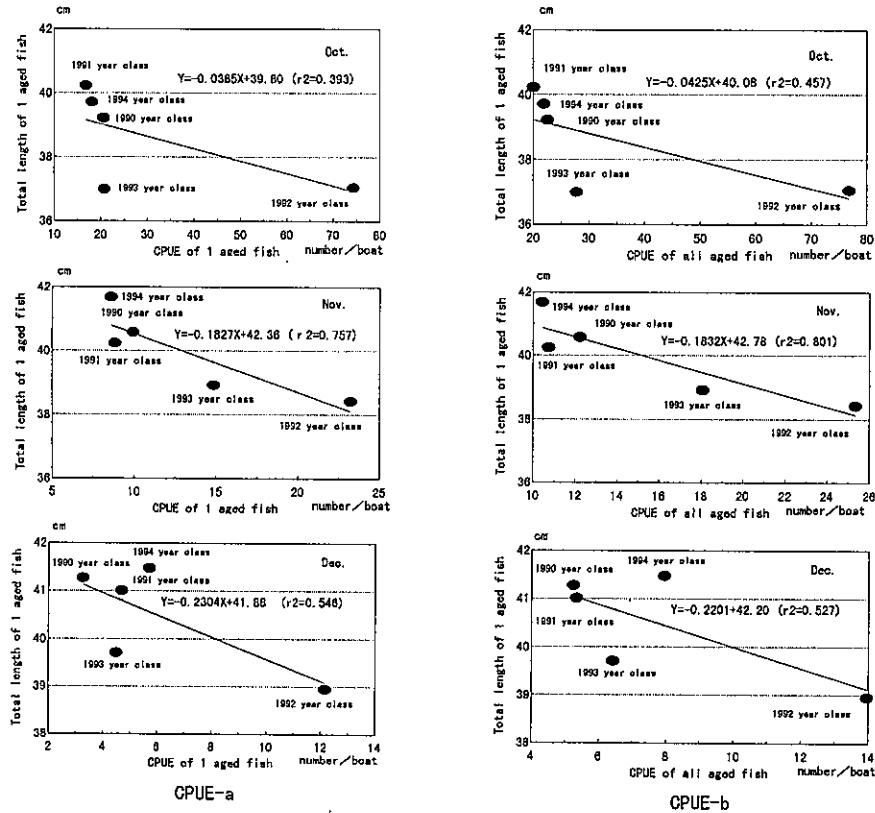 cm
42
40
38
36
Total length of 1 aged fish
Oct.
1991 year class
Y=-0.0385X+39.80 (r2=0.393)
1994 year class
1990 year class
1993 year class
1992 year class
10 20 30 40 50 60 70 80
CPUE of 1 aged fish number/boat
cm
42
40
38
36
Total length of 1 aged fish
Oct.
1991 year class
Y=-0.0425X+40.08 (r2=0.457)
1994 year class
1990 year class
1993 year class
1992 year class
20 30 40 50 60 70 80
CPUE of all aged fish number/boat
cm
42
40
38
36
Total length of 1 aged fish
Nov.
1994 year class
1990 year class
Y=-0.1827X+42.36 (r2=0.757)
1991 year class
1993 year class
1992 year class
5 10 15 20 25
CPUE of 1 aged fish number/boat
cm
42
40
38
36
Total length of 1 aged fish
Nov.
1994 year class
1990 year class
Y=-0.1832X+42.78 (r2=0.801)
1991 year class
1993 year class
1992 year class
10 12 14 16 18 20 22 24 26
CPUE of all aged fish number/boat
cm
42
41
40
39
38
Total length of 1 aged fish
Dec.
1994 year class
1990 year class
1991 year class
Y=-0.2304X+41.88 (r2=0.546)
1993 year class
1992 year class
2 4 6 8 10 12 14
CPUE of 1 aged fish number/boat
CPUE-a
cm
42
41
40
39
38
Total length of 1 aged fish
Dec.
1994 year class
1990 year class
Y=-0.2201+42.20 (r2=0.527)
1991 year class
1993 year class
1992 year class
4 6 8 10 12 14
CPUE of all aged fish number/boat
CPUE-b